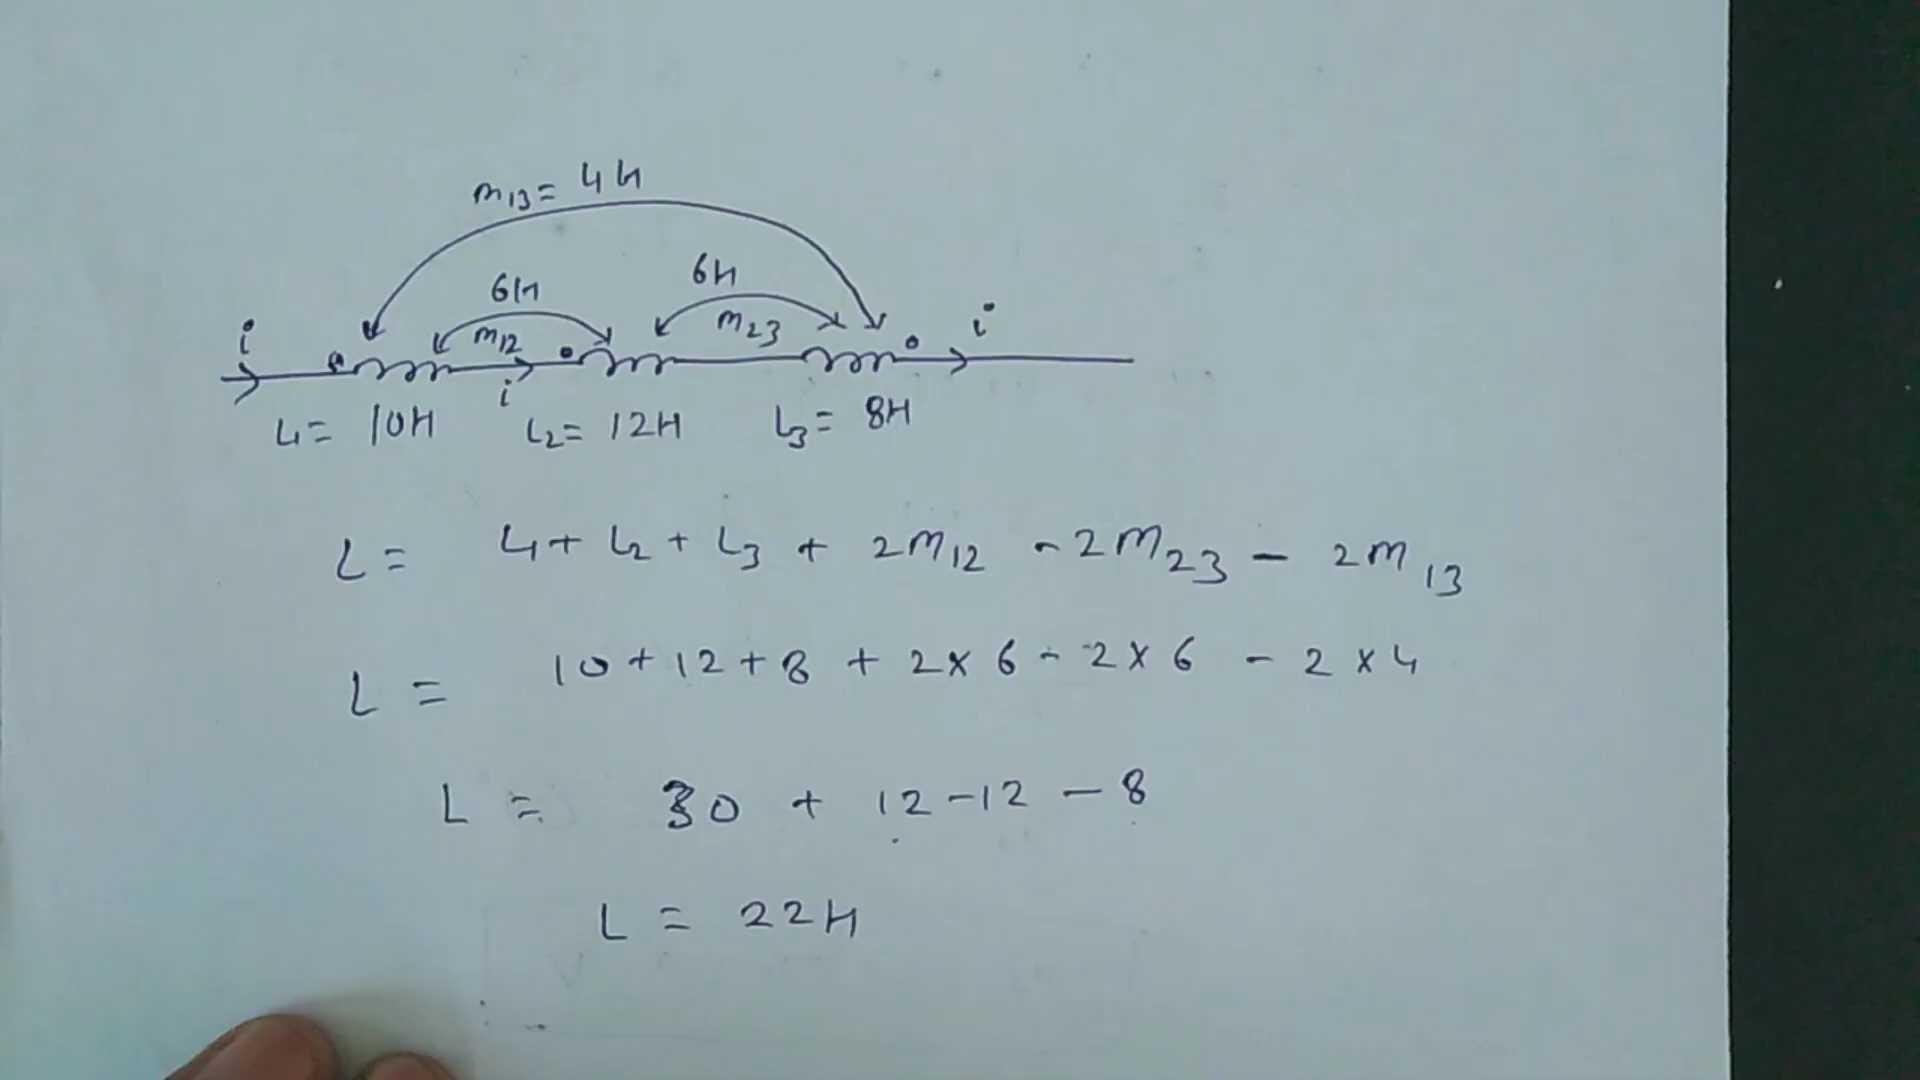 m13 = 4H
6H
6H
i
m12
m23
i
i
L1 = 10H
L2 = 12H
L3 = 8H
L = L1 + L2 + L3 + 2m12 - 2m23 - 2m13
L = 10 + 12 + 8 + 2 x 6 - 2 x 6 - 2 x 4
L = 30 + 12 - 12 - 8
L = 22H